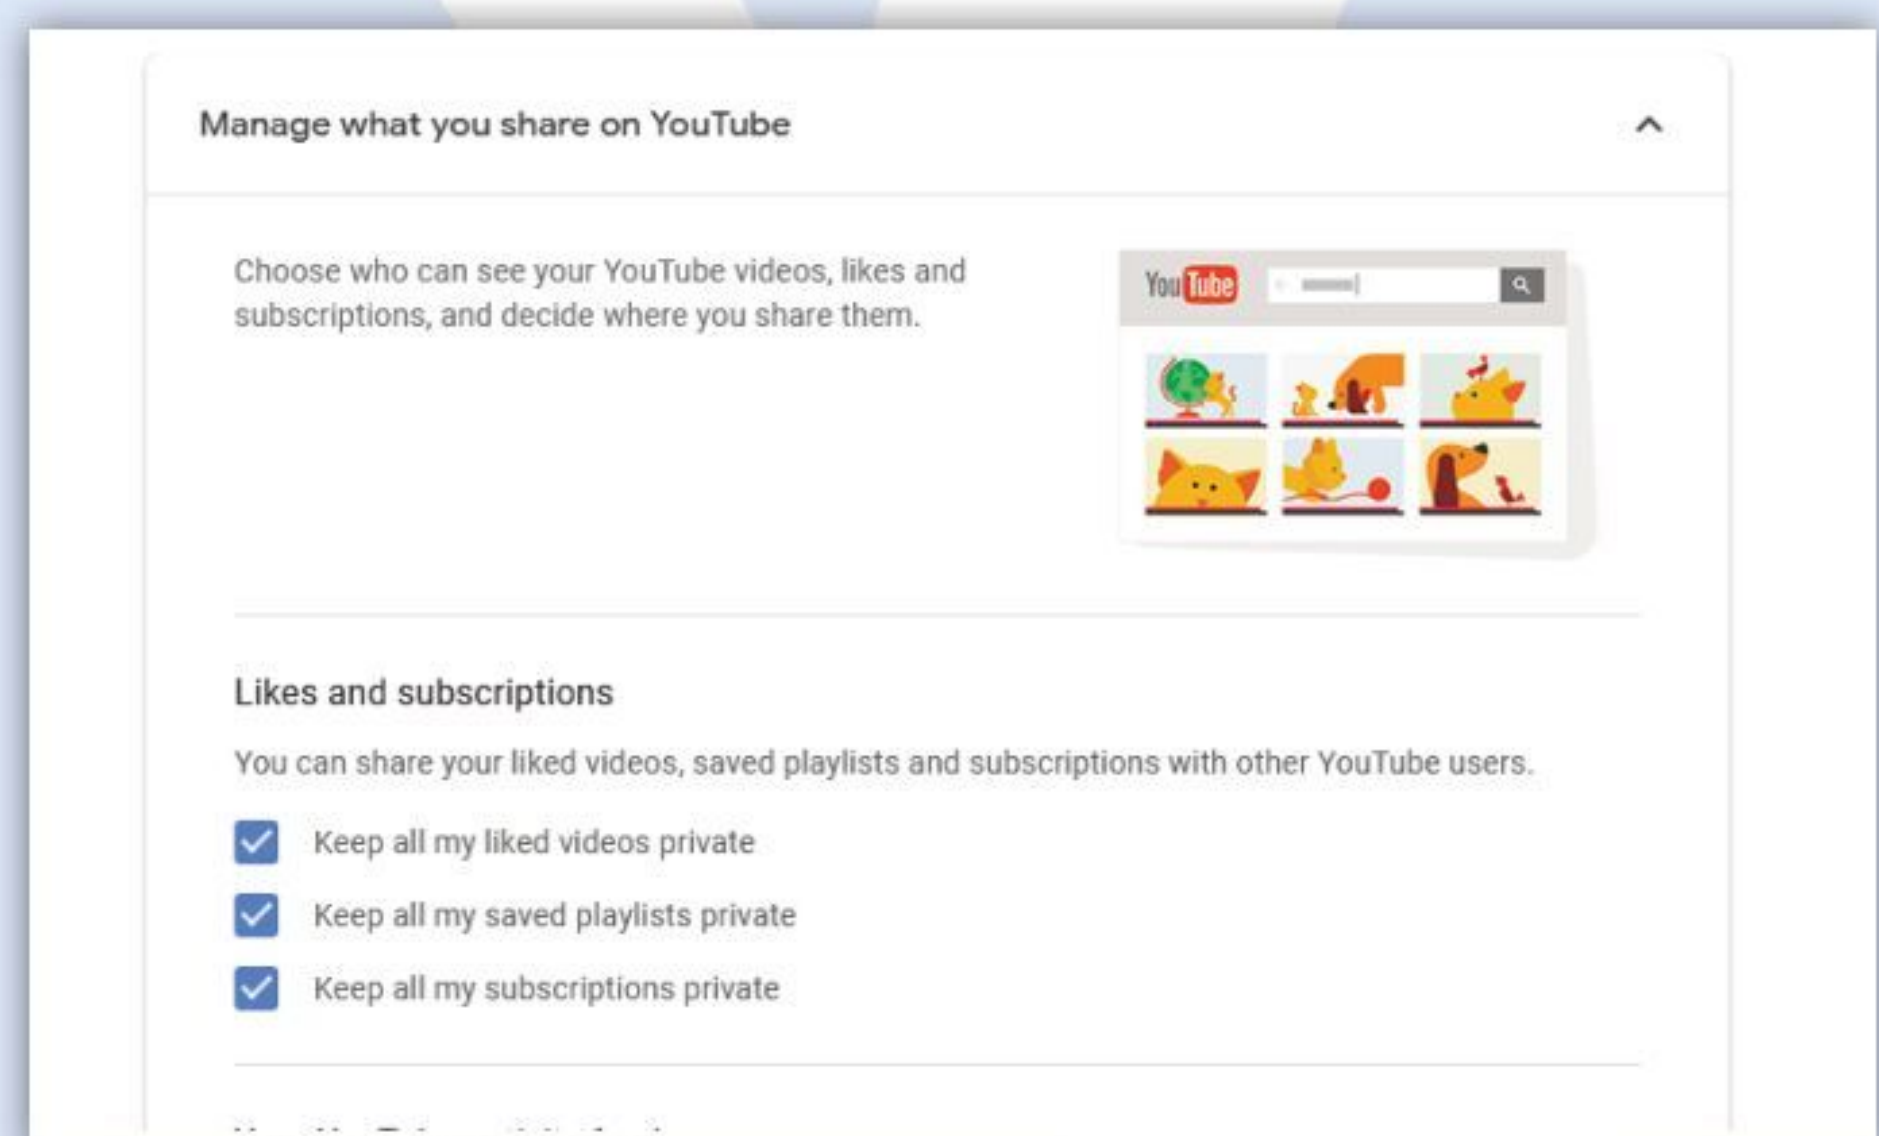 Manage what you share on YouTube
Choose who can see your YouTube videos, likes and
subscriptions, and decide where you share them.
YouTube
Likes and subscriptions
You can share your liked videos, saved playlists and subscriptions with other YouTube users.
Keep all my liked videos private
Keep all my saved playlists private
Keep all my subscriptions private